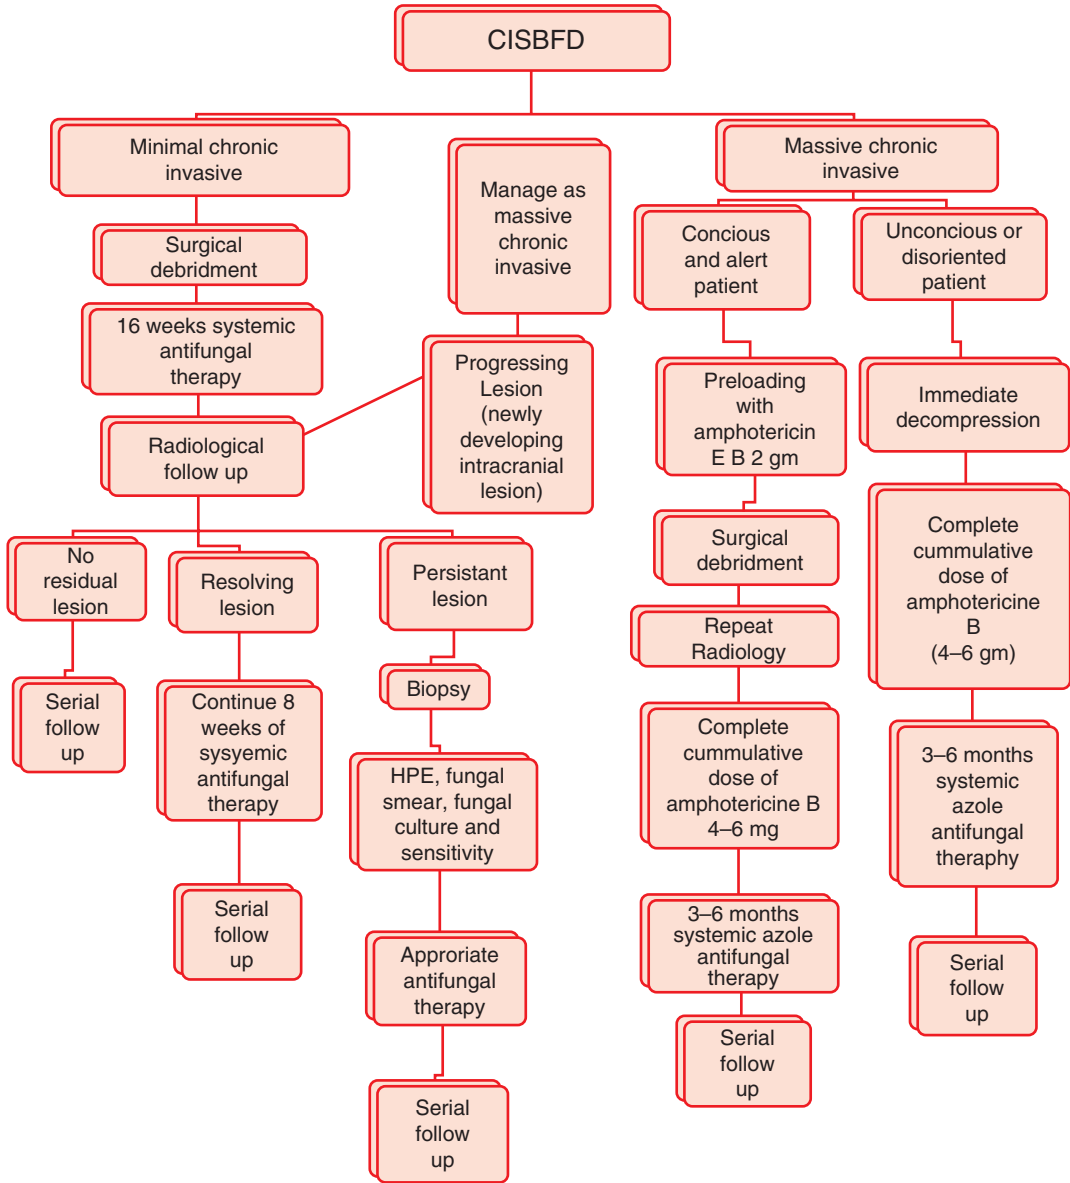 CISBFD
Minimal chronic
invasive
Surgical
debridment
16 weeks systemic
antifungal
therapy
Radiological
follow up
No
residual
lesion
Serial
follow
up
Resolving
lesion
Continue 8
weeks of
sysyemic
antifungal
therapy
Serial
follow
up
Persistant
lesion
Biopsy
HPE, fungal
smear, fungal
culture and
sensitivity
Approriate
antifungal
therapy
Serial
follow
up
Manage as
massive
chronic
invasive
Progressing
Lesion
(newly
developing
intracranial
lesion)
Massive chronic
invasive
Concious
and alert
patient
Preloading
with
amphotericin
E B 2 gm
Surgical
debridment
Repeat
Radiology
Complete
cummulative
dose of
amphotericine B
4–6 mg
3–6 months
systemic azole
antifungal
therapy
Serial
follow
up
Unconcious or
disoriented
patient
Immediate
decompression
Complete
cummulative
dose of
amphotericine
B
(4–6 gm)
3–6 months
systemic
azole
antifungal
theraphy
Serial
follow
up